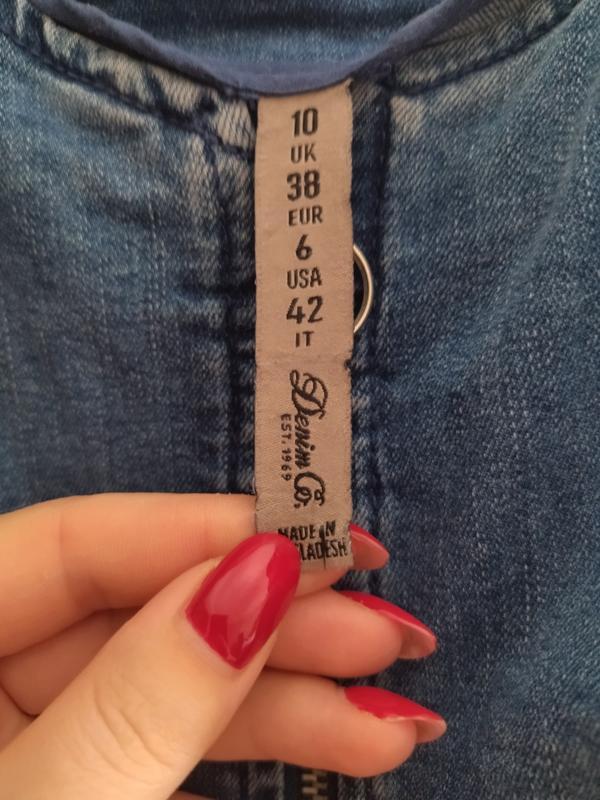 10
UK
38
EUR
6
USA
42
IT
Denim Co.
EST. 1969
MADE IN